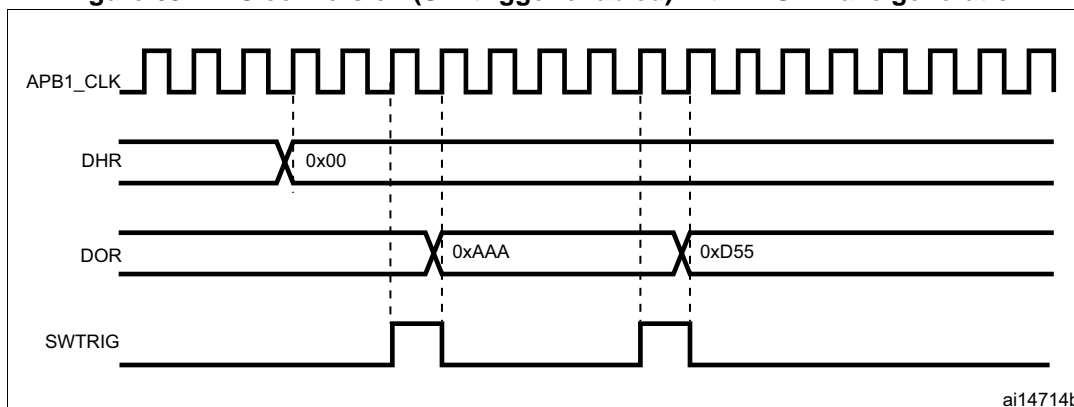 APB1_CLK
DHR
0x00
DOR
0xAAA
0xD55
SWTRIG
ai14714b